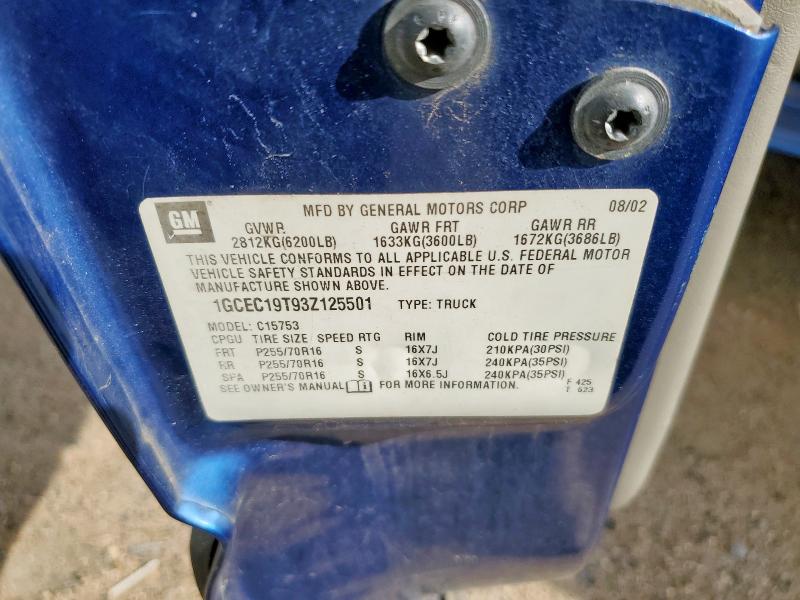 MFD BY GENERAL MOTORS CORP 08/02
GM
GVWR GAWR FRT GAWR RR
2812KG(6200LB) 1633KG(3600LB) 1672KG(3686LB)
THIS VEHICLE CONFORMS TO ALL APPLICABLE U.S. FEDERAL MOTOR
VEHICLE SAFETY STANDARDS IN EFFECT ON THE DATE OF
MANUFACTURE SHOWN ABOVE.
1GCEC19T93Z125501 TYPE: TRUCK
MODEL: C15753
CPGU TIRE SIZE SPEED RTG RIM COLD TIRE PRESSURE
FRT P255/70R16 S 16X7J 210KPA(30PSI)
RR P255/70R16 S 16X7J 240KPA(35PSI)
SPA P255/70R16 S 16X6.5J 240KPA(35PSI)
SEE OWNER'S MANUAL FOR MORE INFORMATION.
F 425
T 523